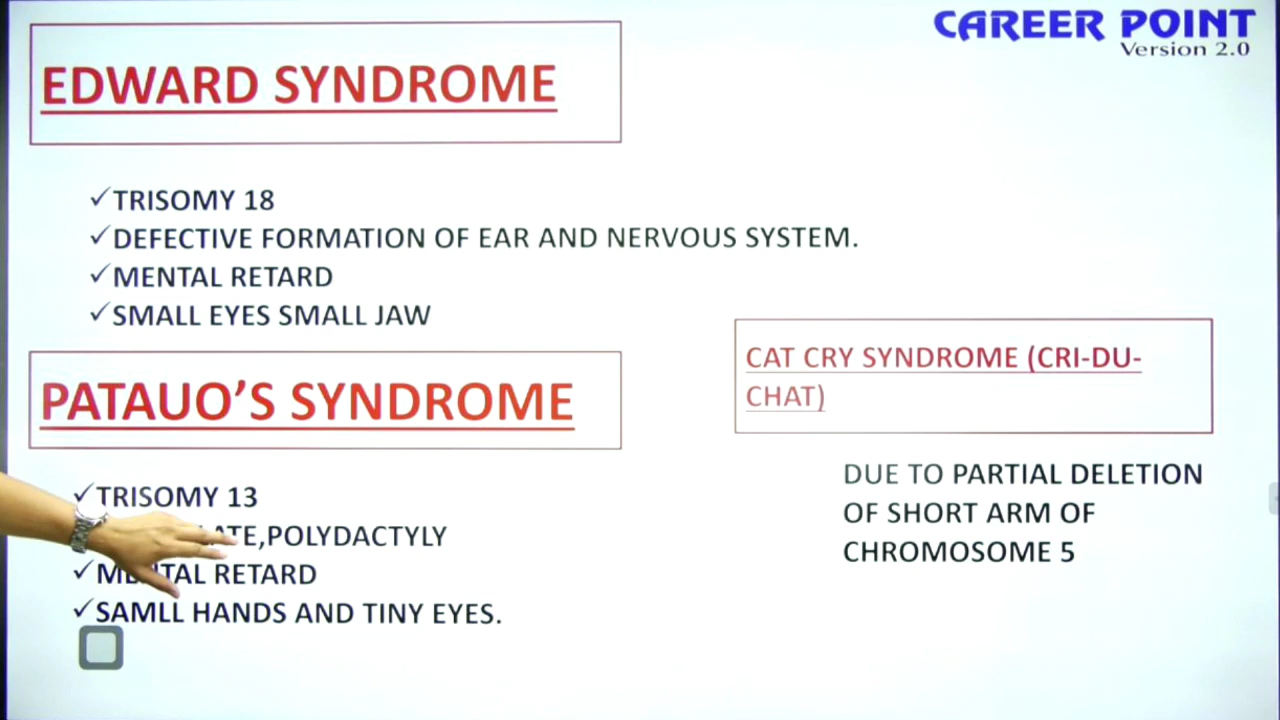 CAREER POINT
Version 2.0
EDWARD SYNDROME
✓TRISOMY 18
✓DEFECTIVE FORMATION OF EAR AND NERVOUS SYSTEM.
✓MENTAL RETARD
✓SMALL EYES SMALL JAW
PATAUO’S SYNDROME
✓TRISOMY 13
,POLYDACTYLY
✓MENTAL RETARD
✓SAMLL HANDS AND TINY EYES.
CAT CRY SYNDROME (CRI-DU-
CHAT)
DUE TO PARTIAL DELETION
OF SHORT ARM OF
CHROMOSOME 5